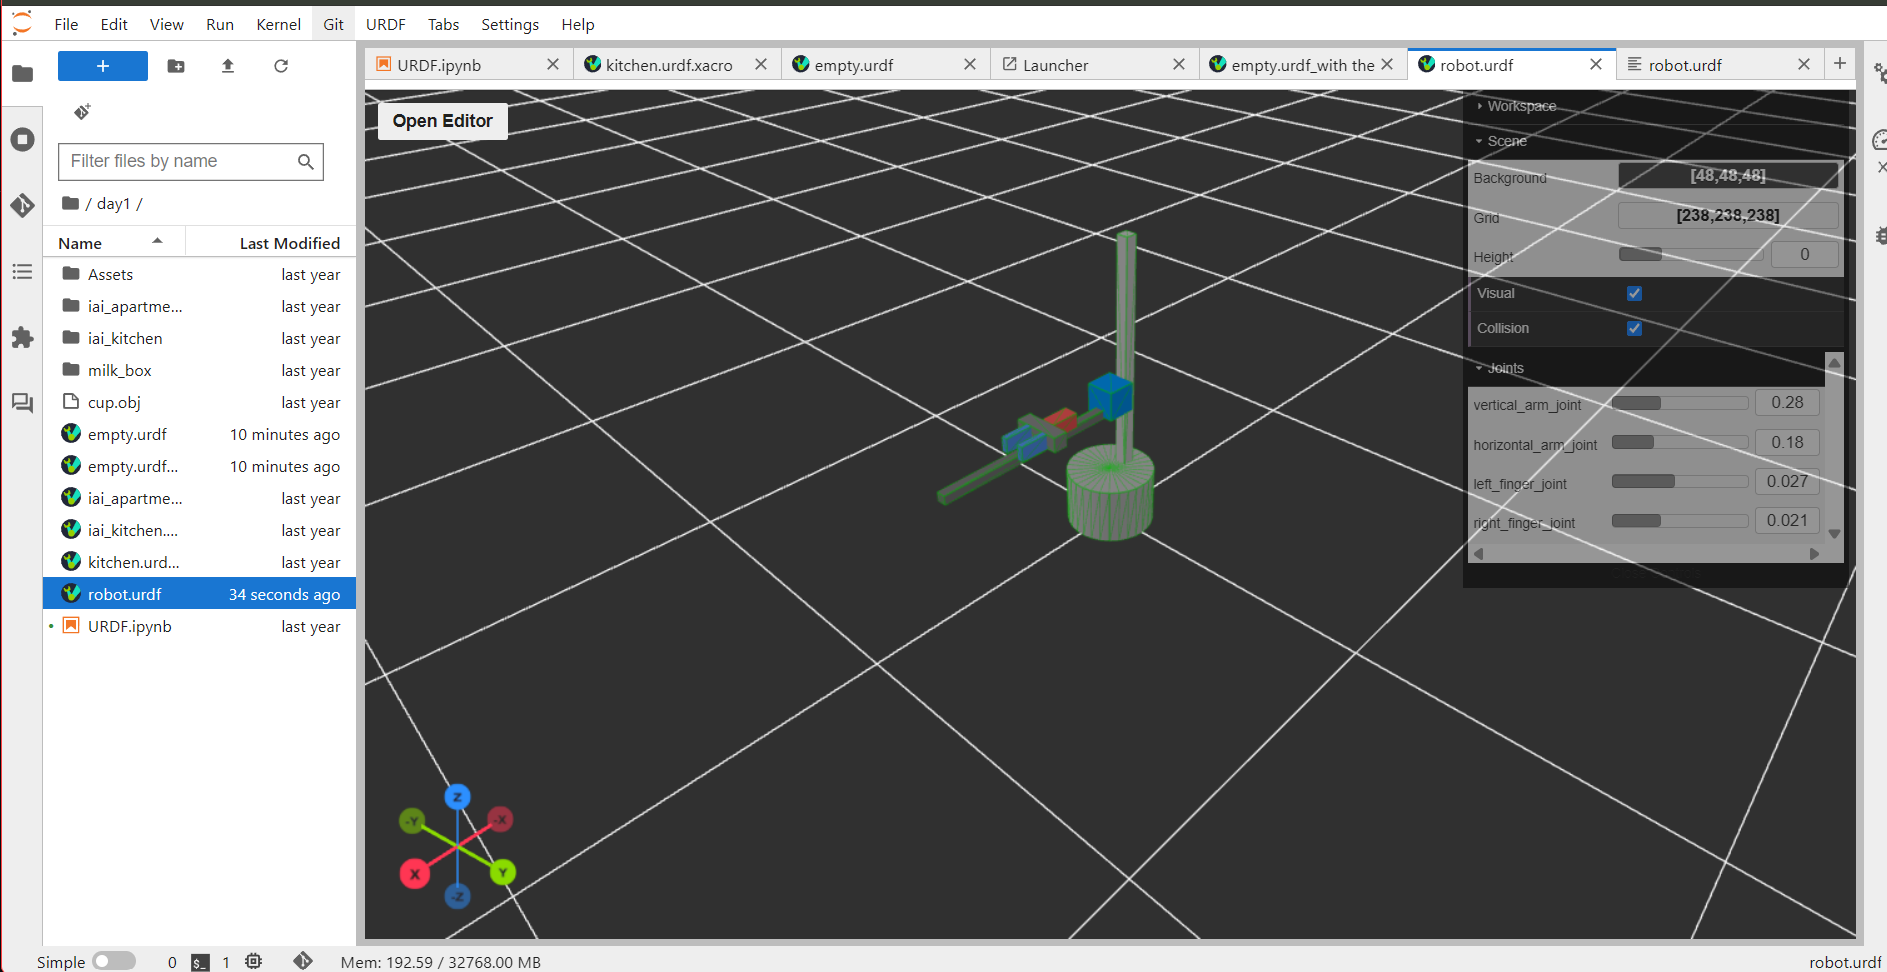 File Edit View Run Kernel Git URDF Tabs Settings Help
+
URDF.ipynb
kitchen.urdf.xacro
empty.urdf
Launcher
empty.urdf_with the
robot.urdf
robot.urdf
Open Editor
Filter files by name
/ day1 /
Name Last Modified
Assets last year
iai_apartme... last year
iai_kitchen last year
milk_box last year
cup.obj last year
empty.urdf 10 minutes ago
empty.urdf... 10 minutes ago
iai_apartme... last year
iai_kitchen.... last year
kitchen.urd... last year
robot.urdf 34 seconds ago
URDF.ipynb last year
Workspace
Scene
Background [48,48,48]
Grid [238,238,238]
Height 0
Visual
Collision
Joints
vertical_arm_joint 0.28
horizontal_arm_joint 0.18
left_finger_joint 0.027
right_finger_joint 0.021
Z
-Y -X
X Y
-Z
Simple 0 $_ 1 Mem: 192.59 / 32768.00 MB robot.urdf